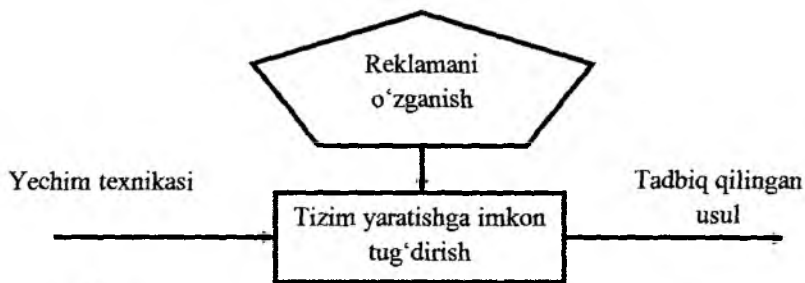 Reklamani
o‘zganish
Yechim texnikasi
Tizim yaratishga imkon
tug‘dirish
Tadbiq qilingan
usul